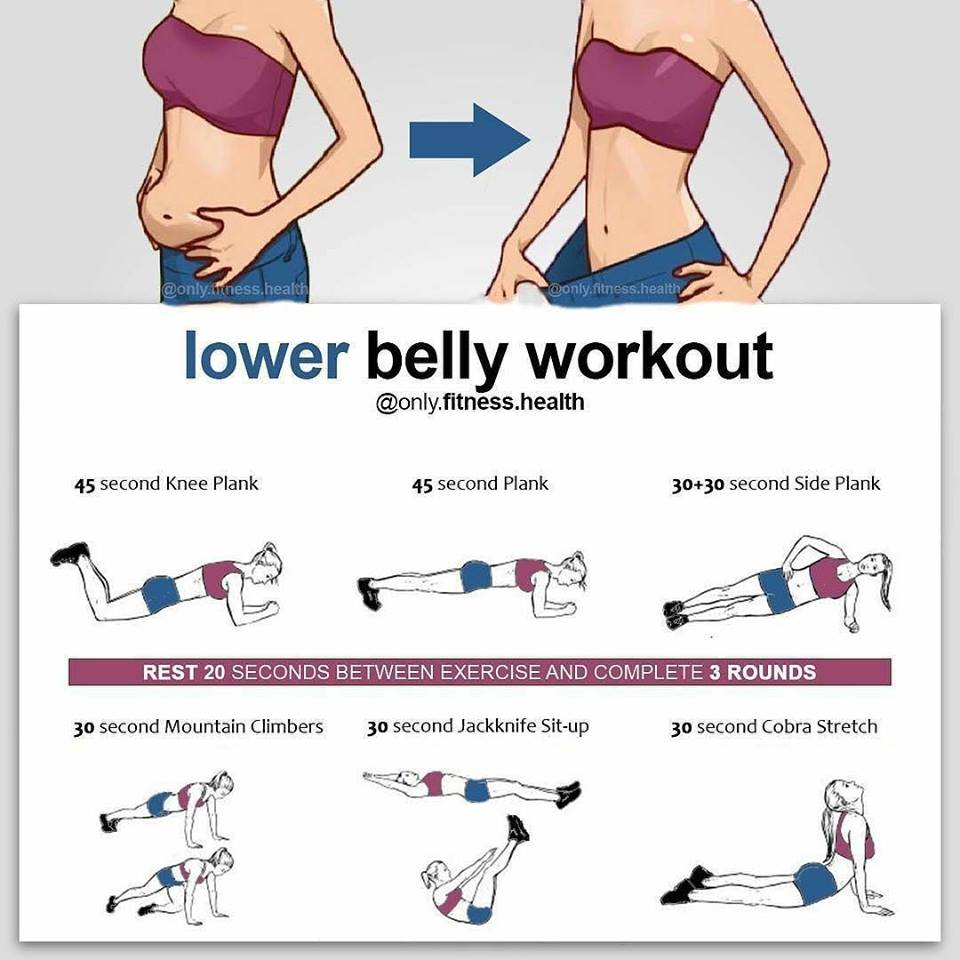 @only.fitness.health
@only.fitness.health
lower belly workout
@only.fitness.health
45 second Knee Plank
45 second Plank
30+30 second Side Plank
REST 20 SECONDS BETWEEN EXERCISE AND COMPLETE 3 ROUNDS
30 second Mountain Climbers
30 second Jackknife Sit-up
30 second Cobra Stretch